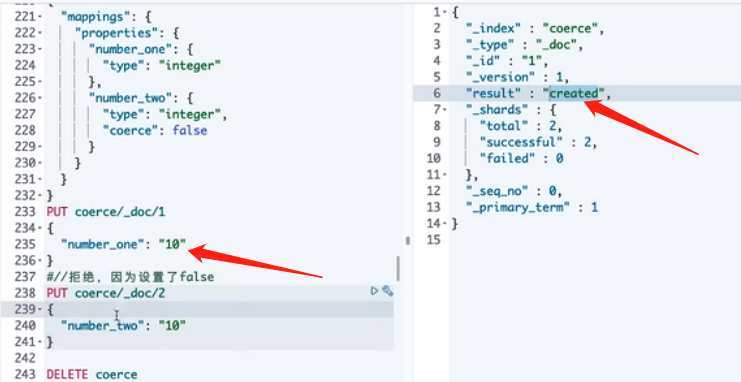 221 "mappings": {
222 "properties": {
223 "number_one": {
224 "type": "integer"
225 },
226 "number_two": {
227 "type": "integer",
228 "coerce": false
229 }
230 }
231 }
232 }
233 PUT coerce/_doc/1
234 {
235 "number_one": "10"
236 }
237 #//拒绝，因为设置了false
238 PUT coerce/_doc/2
239 {
240 "number_two": "10"
241 }
242
243 DELETE coerce
1 {
2 "_index" : "coerce",
3 "_type" : "_doc",
4 "_id" : "1",
5 "_version" : 1,
6 "result" : "created",
7 "_shards" : {
8 "total" : 2,
9 "successful" : 2,
10 "failed" : 0
11 },
12 "_seq_no" : 0,
13 "_primary_term" : 1
14 }
15